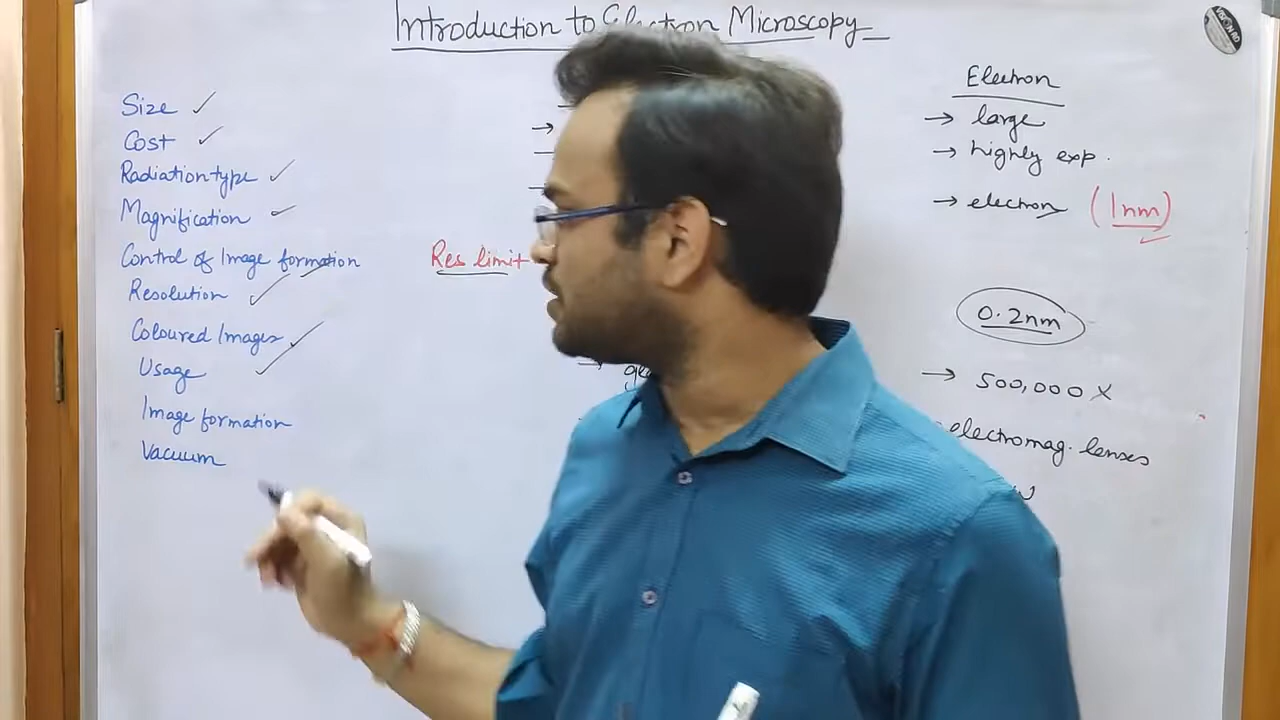 Introduction to Electron Microscopy
Size ✓
Cost ✓
Radiation type ✓
Magnification ✓
Control of Image formation
Resolution ✓
Coloured Images ✓
Usage ✓
Image formation
Vacuum
Res limit
→
Electron
→ large
→ highly exp.
→ electron (1nm)
0.2nm
→ 500,000 X
electromag. lenses